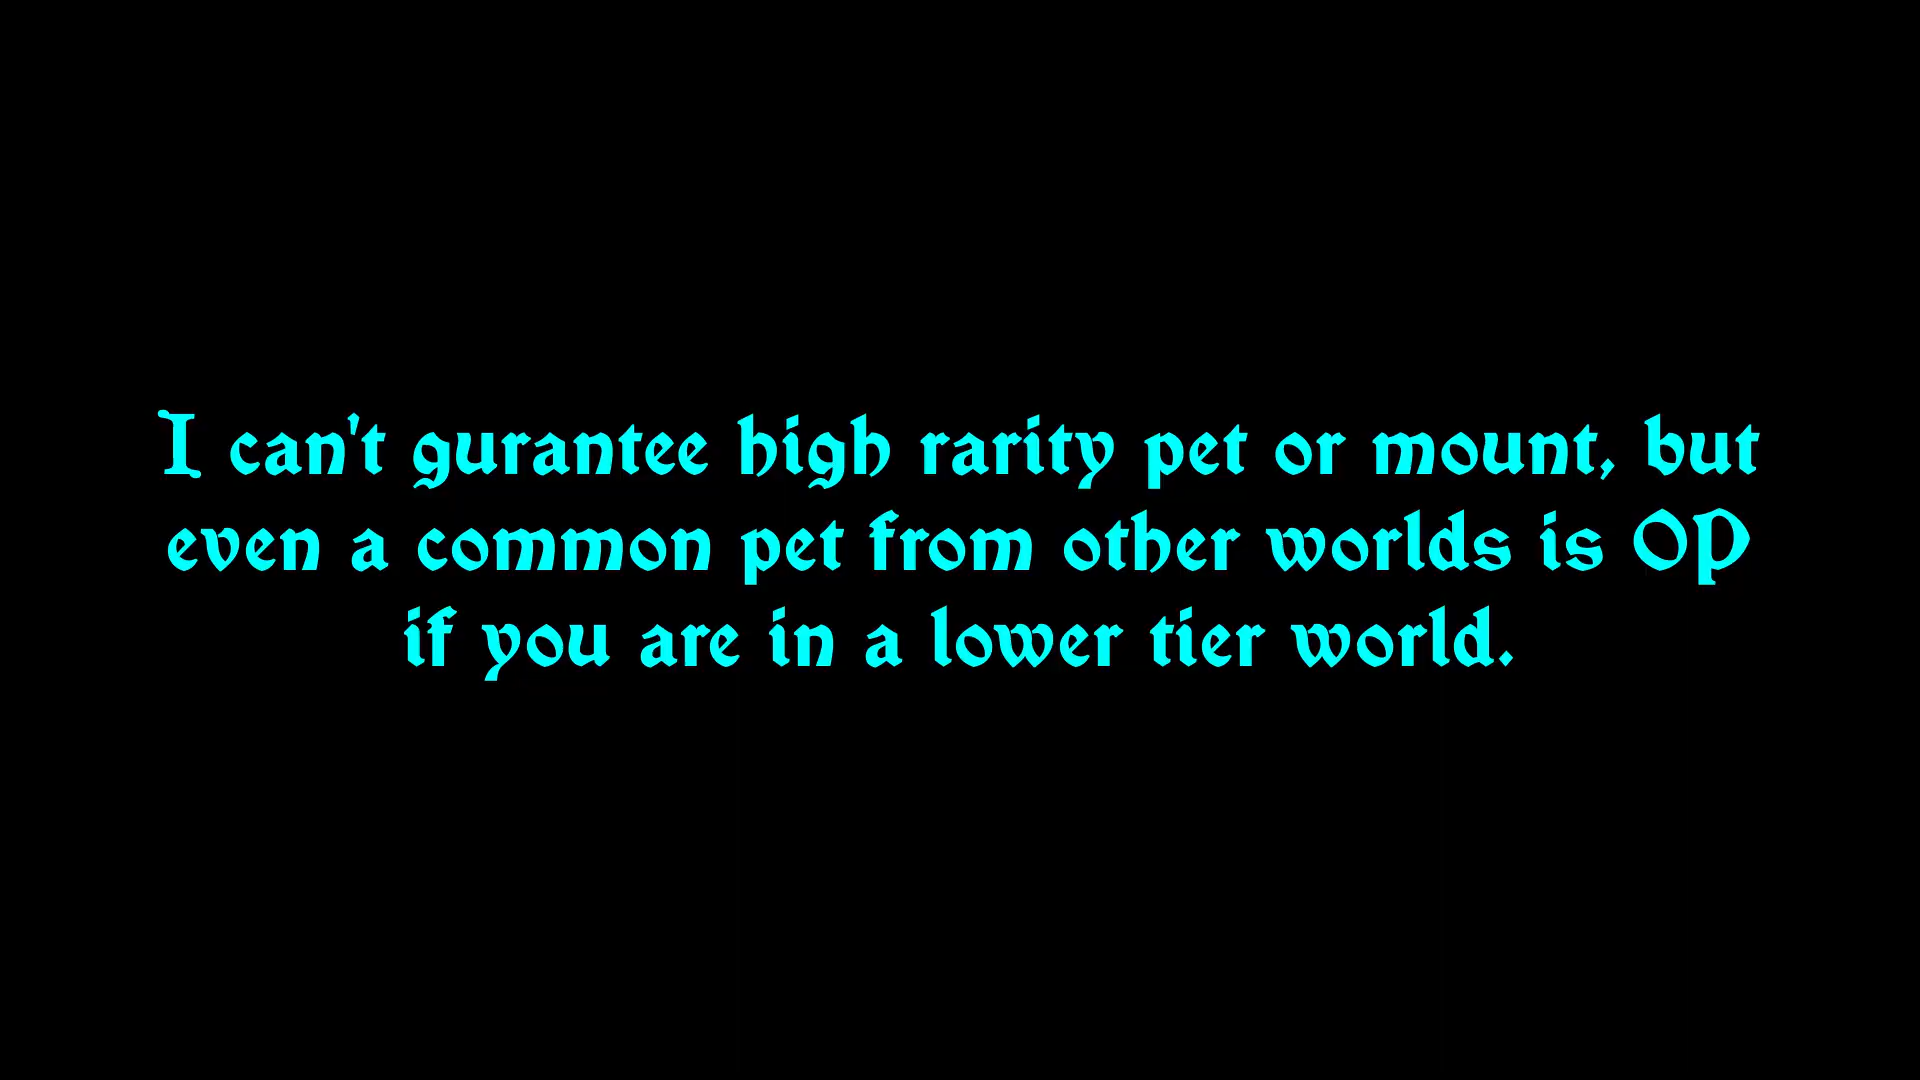 I can't gurantee high rarity pet or mount, but
even a common pet from other worlds is OP
if you are in a lower tier world.